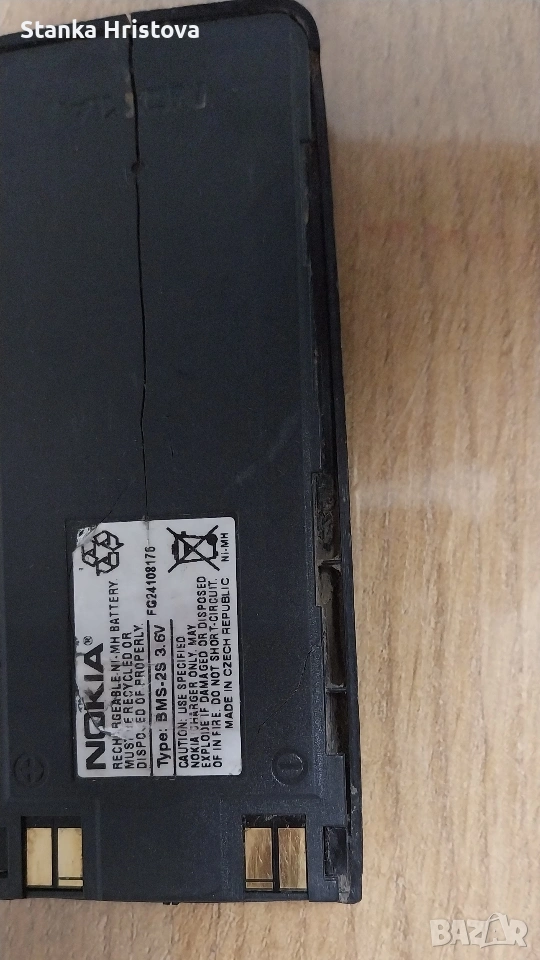 Stanka Hristova
NOKIA
NOKIA®
RECHARGEABLE NI-MH BATTERY.
MUST BE RECYCLED OR
DISPOSED OF PROPERLY.
Type: BMS-2S 3.6V
FG24108176
CAUTION: USE SPECIFIED
NOKIA CHARGER ONLY. MAY
EXPLODE IF DAMAGED OR DISPOSED
OF IN FIRE. DO NOT SHORT-CIRCUIT.
MADE IN CZECH REPUBLIC
NI-MH
BAZAR